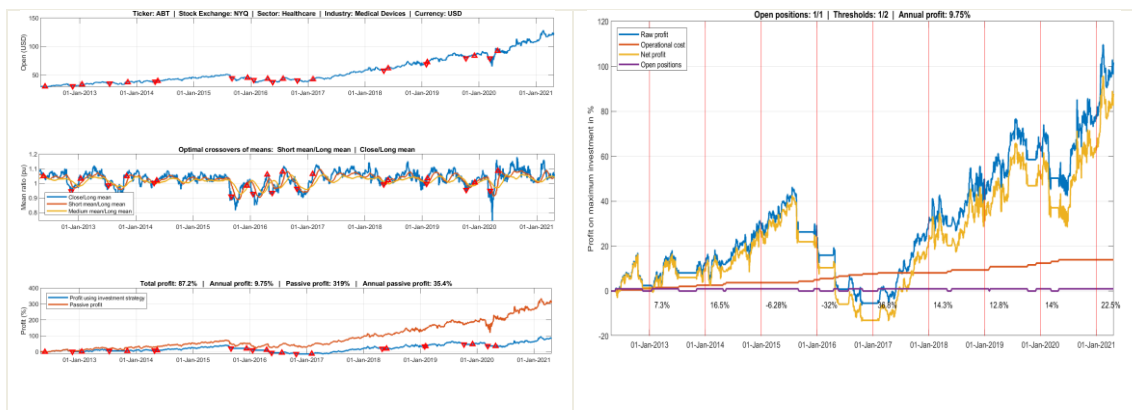 Ticker: ABT | Stock Exchange: NYQ | Sector: Healthcare | Industry: Medical Devices | Currency: USD
150
100
50
Open (USD)
01-Jan-2013 01-Jan-2014 01-Jan-2015 01-Jan-2016 01-Jan-2017 01-Jan-2018 01-Jan-2019 01-Jan-2020 01-Jan-2021
Optimal crossovers of means: Short mean/Long mean | Close/Long mean
1.2
1.1
1
0.9
0.8
Mean ratio (pu)
Close/Long mean
Short mean/Long mean
Medium mean/Long mean
01-Jan-2013 01-Jan-2014 01-Jan-2015 01-Jan-2016 01-Jan-2017 01-Jan-2018 01-Jan-2019 01-Jan-2020 01-Jan-2021
Total profit: 87.2% | Annual profit: 9.75% | Passive profit: 319% | Annual passive profit: 35.4%
400
300
200
100
0
Profit (%)
Profit using investment strategy
Passive profit
01-Jan-2013 01-Jan-2014 01-Jan-2015 01-Jan-2016 01-Jan-2017 01-Jan-2018 01-Jan-2019 01-Jan-2020 01-Jan-2021
Open positions: 1/1 | Thresholds: 1/2 | Annual profit: 9.75%
120
100
80
60
40
20
0
-20
Profit on maximum investment in %
Raw profit
Operational cost
Net profit
Open positions
7.3% 16.5% -6.28% -32% 14.3% 12.8% 14% 22.5%
01-Jan-2013 01-Jan-2014 01-Jan-2015 01-Jan-2016 01-Jan-2017 01-Jan-2018 01-Jan-2019 01-Jan-2020 01-Jan-2021